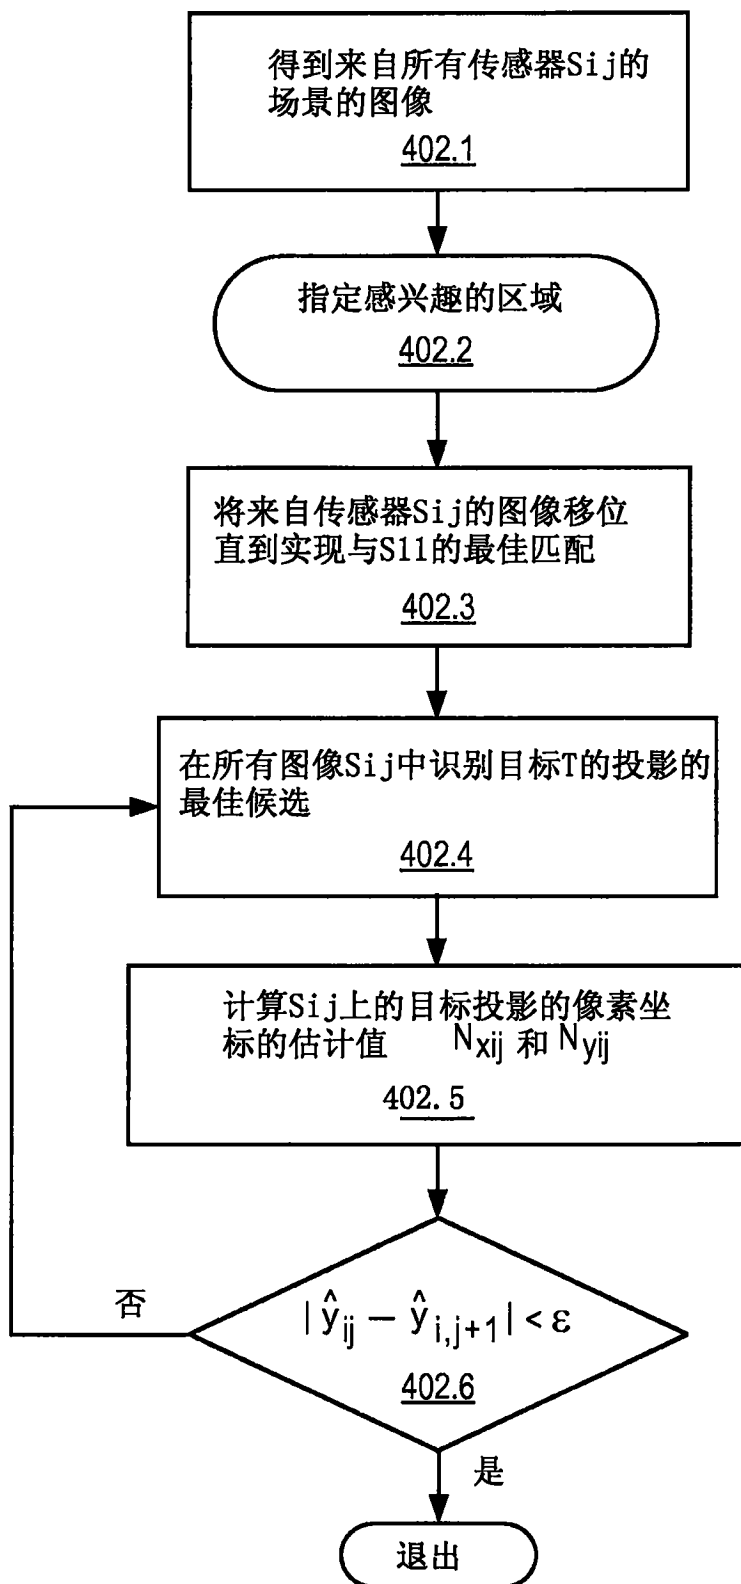 得到来自所有传感器Sij的
场景的图像
402.1
指定感兴趣的区域
402.2
将来自传感器Sij的图像移位
直到实现与S11的最佳匹配
402.3
在所有图像Sij中识别目标T的投影的
最佳候选
402.4
计算Sij上的目标投影的像素坐
标的估计值 Nxij 和 Nyij
402.5
否
|ŷij − ŷi,j+1| < ε
402.6
是
退出